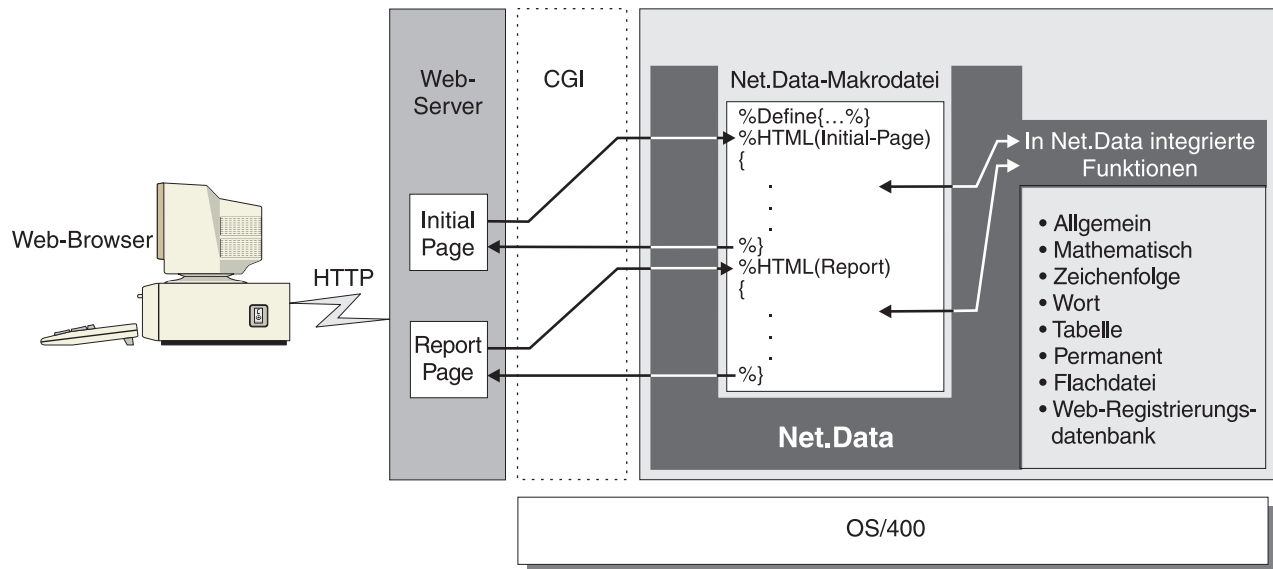 Web-Browser
HTTP
Web-
Server
Initial
Page
Report
Page
CGI
Net.Data-Makrodatei
%Define{...%}
%HTML(Initial-Page)
{
.
.
.
%}
%HTML(Report)
{
.
.
.
%}
Net.Data
In Net.Data integrierte
Funktionen
• Allgemein
• Mathematisch
• Zeichenfolge
• Wort
• Tabelle
• Permanent
• Flachdatei
• Web-Registrierungs-
datenbank
OS/400